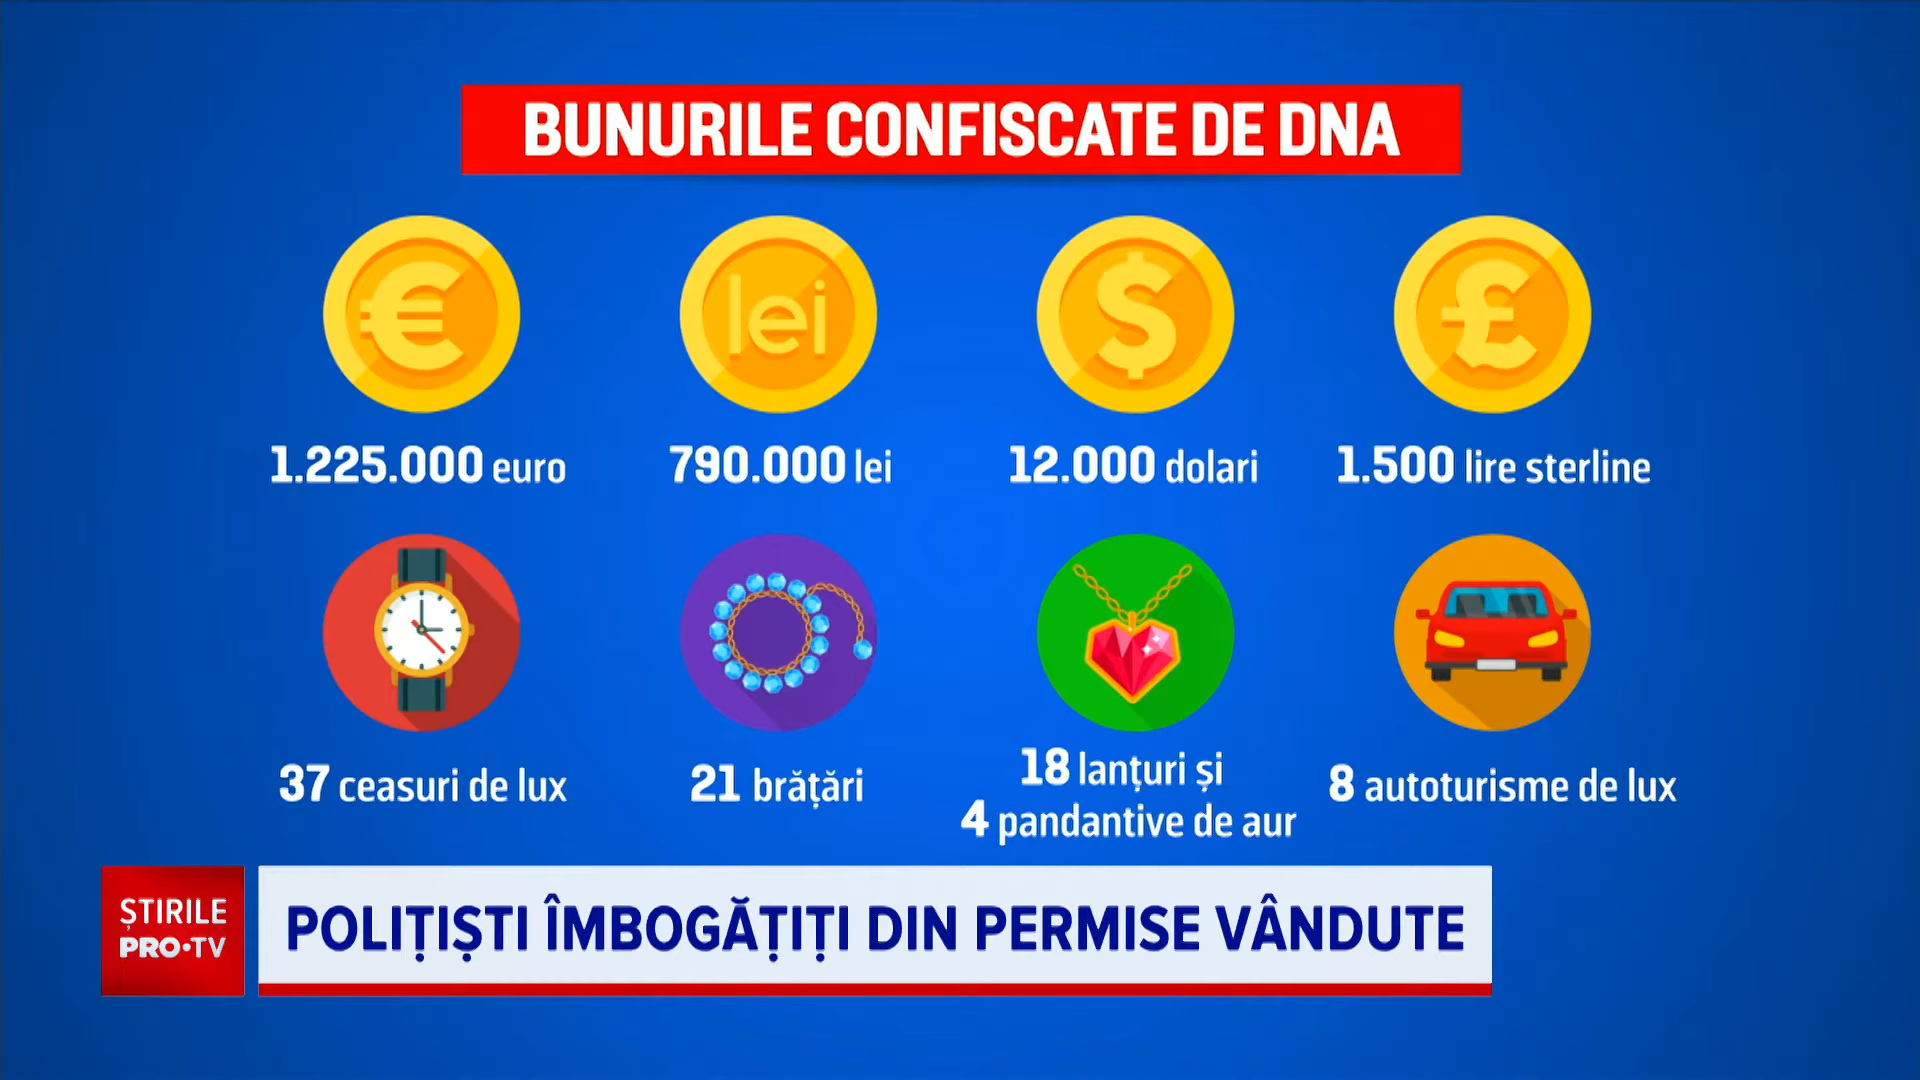 BUNURILE CONFISCATE DE DNA
€
lei
$
£
1.225.000 euro
790.000 lei
12.000 dolari
1.500 lire sterline
37 ceasuri de lux
21 brățări
18 lanțuri și
4 pandantive de aur
8 autoturisme de lux
ȘTIRILE
PRO•TV
POLIȚIȘTI ÎMBOGĂȚIȚI DIN PERMISE VÂNDUTE